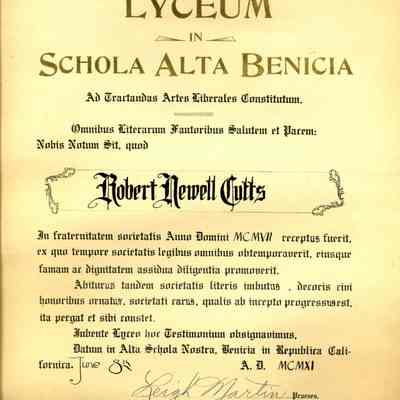 LYCEUM
IN
SCHOLA ALTA BENICIA
Ad Tractandas Artes Liberales Constitutum.
Omnibus Literarum Fautoribus Salutem et Pacem:
Nobis Notum Sit, quod
Robert Newell Cutts
In fraternitatem societatis Anno Domini MCMVII receptus fuerit,
ex quo tempore societatis legibus omnibus obtemporaverit, eiusque
famam ac dignitatem assidua diligentia promoverit.
Abiturus tandem societatis literis imbutus , decoris civi
honoribus ornatus, societati carus, qualis ab incepto progressus est,
ita pergat et sibi constet.
Iubente Lyceo hoc Testimonium obsignavimus.
Datum in Alta Schola Nostra, Benicia in Republica Cali-
fornica. June 8th A. D. MCMXI
Leigh Martin Praeses.